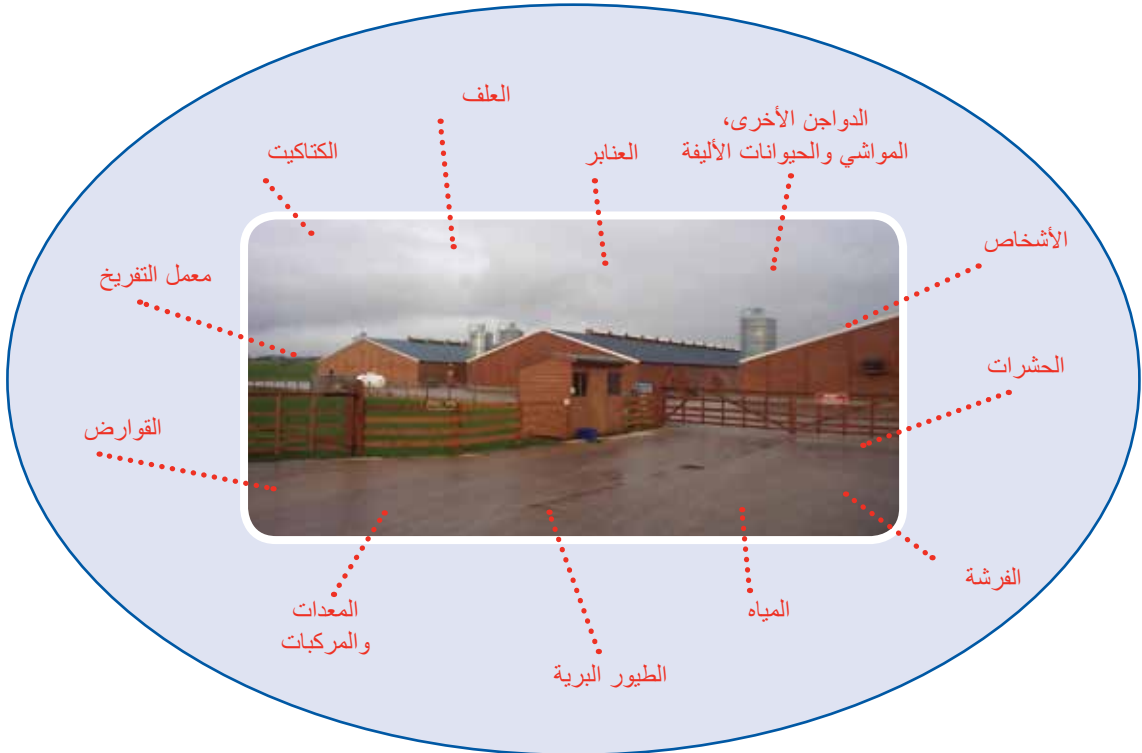 العلف
الدواجن الأخرى،
المواشي والحيوانات الأليفة
العنابر
الكتاكيت
الأشخاص
معمل التفريخ
الحشرات
القوارض
الفرشة
المياه
المعدات
والمركبات
الطيور البرية